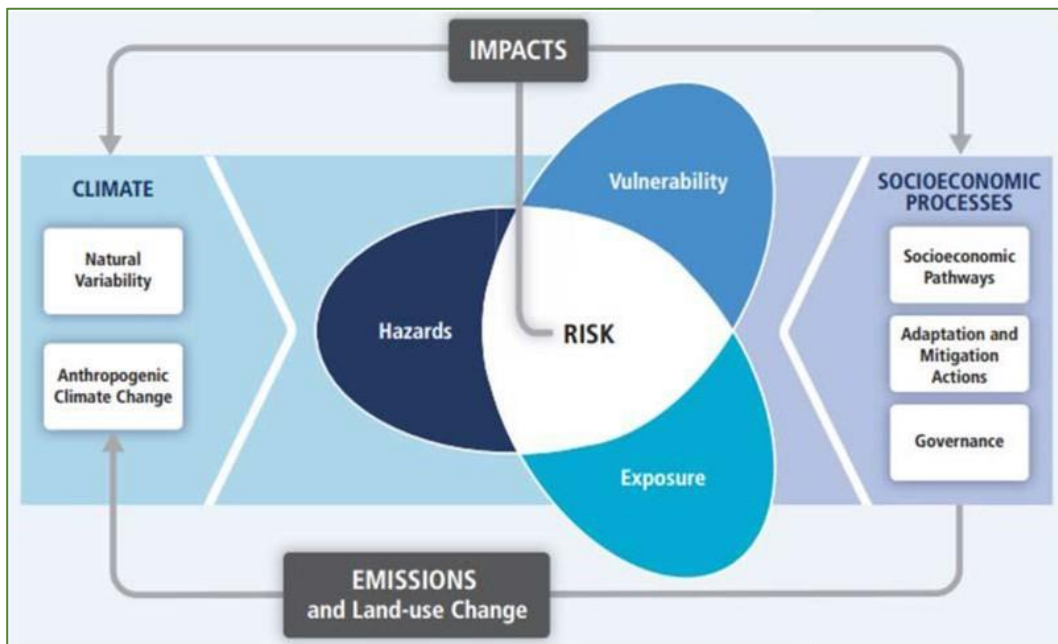 IMPACTS
CLIMATE
Natural
Variability
Anthropogenic
Climate Change
Vulnerability
Hazards
RISK
Exposure
SOCIOECONOMIC
PROCESSES
Socioeconomic
Pathways
Adaptation and
Mitigation
Actions
Governance
EMISSIONS
and Land-use Change